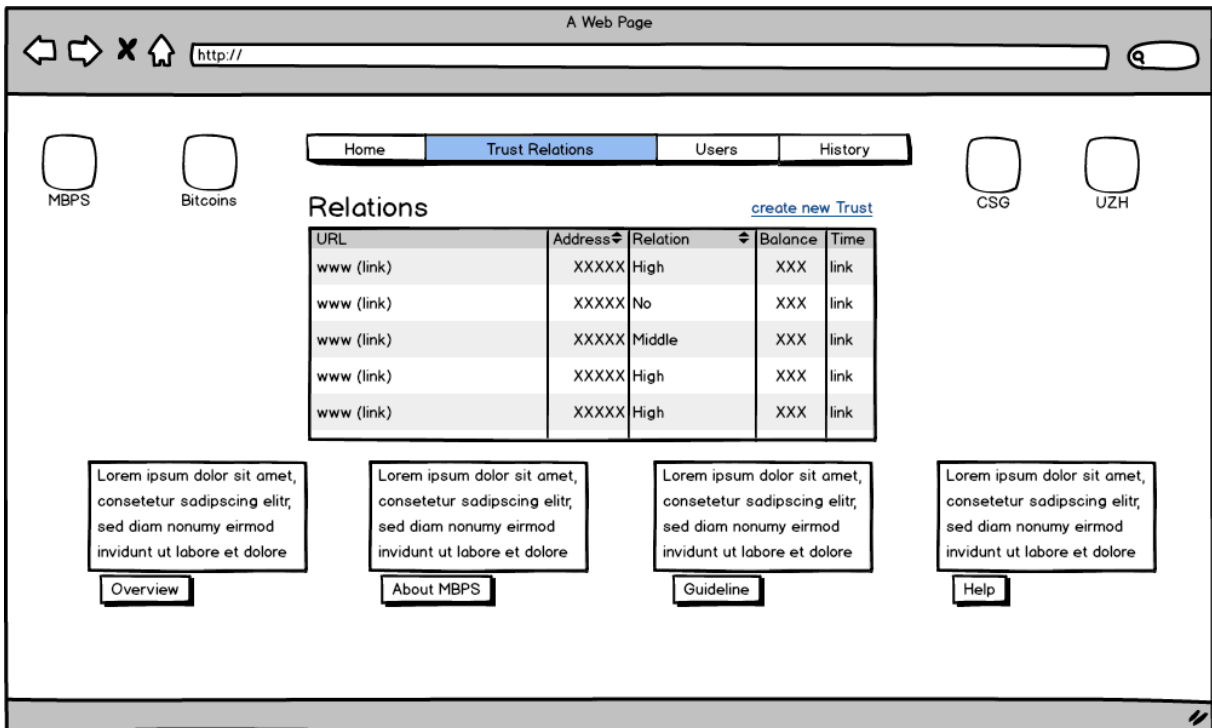 A Web Page
http://
Home Trust Relations Users History
MBPS Bitcoins CSG UZH
Relations create new Trust
URL Address Relation Balance Time
www (link) XXXXX High XXX link
www (link) XXXXX No XXX link
www (link) XXXXX Middle XXX link
www (link) XXXXX High XXX link
www (link) XXXXX High XXX link
Lorem ipsum dolor sit amet,
consetetur sadipscing elitr,
sed diam nonumy eirmod
invidunt ut labore et dolore
Overview
Lorem ipsum dolor sit amet,
consetetur sadipscing elitr,
sed diam nonumy eirmod
invidunt ut labore et dolore
About MBPS
Lorem ipsum dolor sit amet,
consetetur sadipscing elitr,
sed diam nonumy eirmod
invidunt ut labore et dolore
Guideline
Lorem ipsum dolor sit amet,
consetetur sadipscing elitr,
sed diam nonumy eirmod
invidunt ut labore et dolore
Help